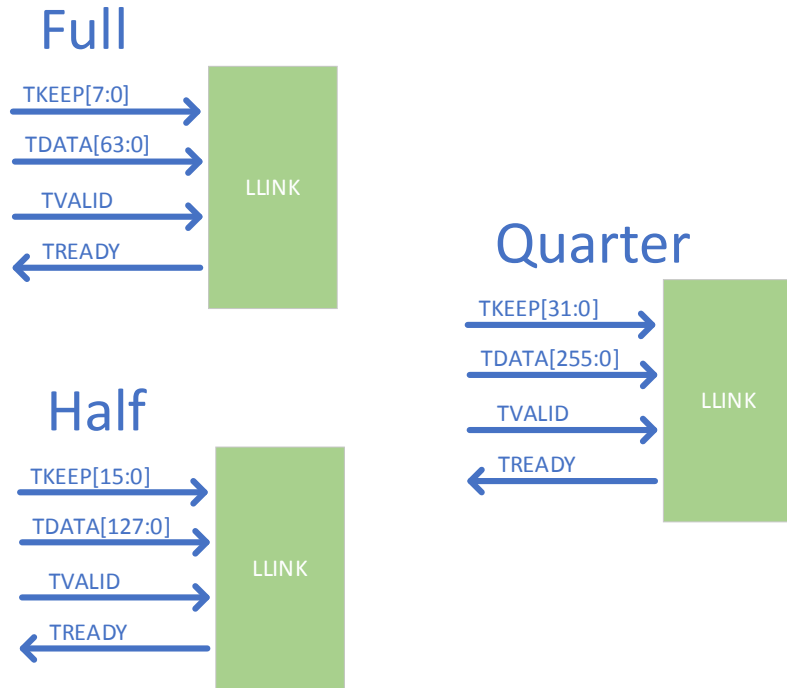 Full
TKEEP[7:0]
TDATA[63:0]
TVALID
TREADY
LLINK
Half
TKEEP[15:0]
TDATA[127:0]
TVALID
TREADY
LLINK
Quarter
TKEEP[31:0]
TDATA[255:0]
TVALID
TREADY
LLINK